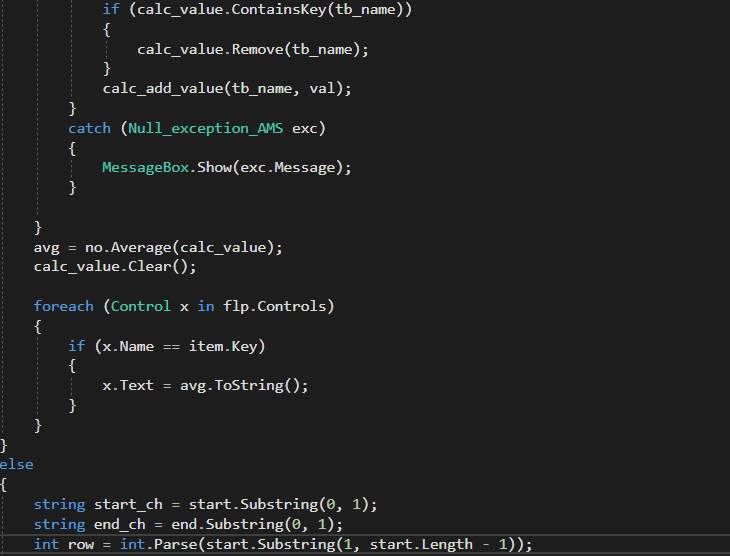 if (calc_value.ContainsKey(tb_name))
{
calc_value.Remove(tb_name);
}
calc_add_value(tb_name, val);
}
catch (Null_exception_AMS exc)
{
MessageBox.Show(exc.Message);
}
}
avg = no.Average(calc_value);
calc_value.Clear();
foreach (Control x in flp.Controls)
{
if (x.Name == item.Key)
{
x.Text = avg.ToString();
}
}
}
else
{
string start_ch = start.Substring(0, 1);
string end_ch = end.Substring(0, 1);
int row = int.Parse(start.Substring(1, start.Length - 1));